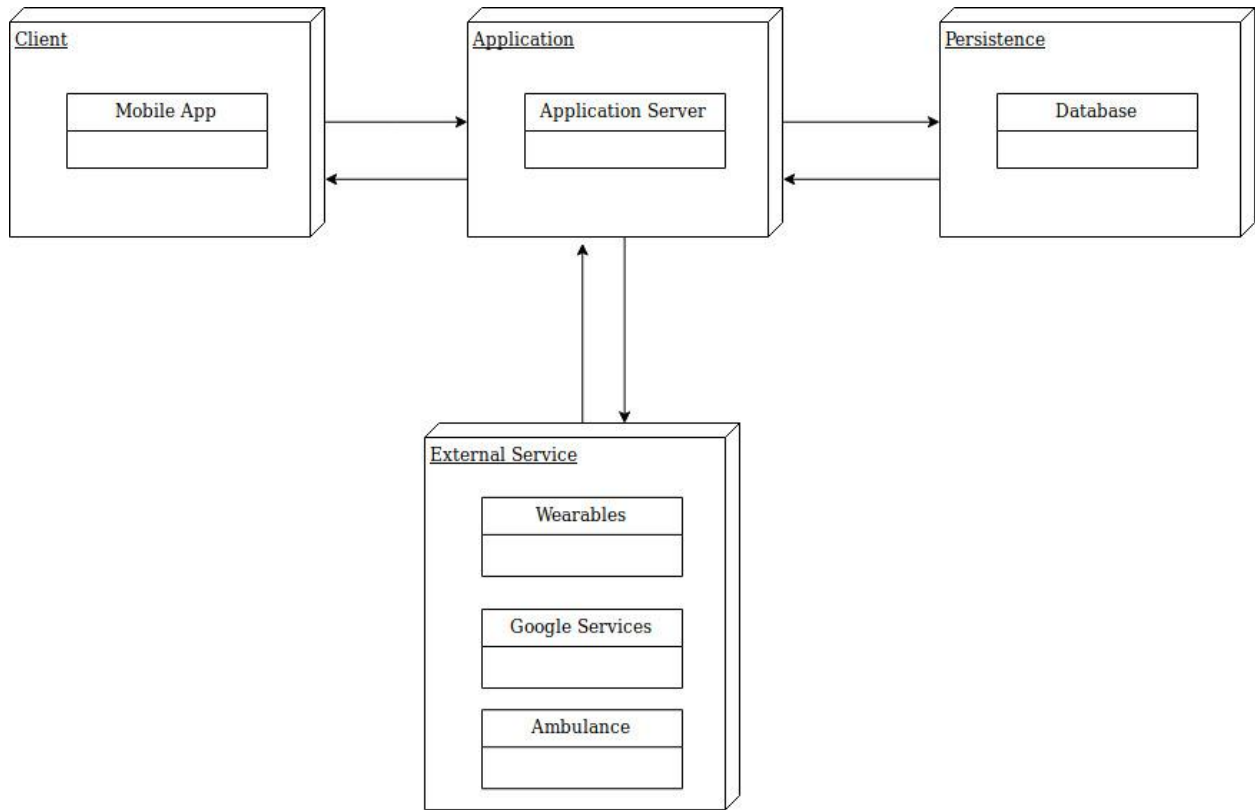 Client
Mobile App
Application
Application Server
Persistence
Database
External Service
Wearables
Google Services
Ambulance